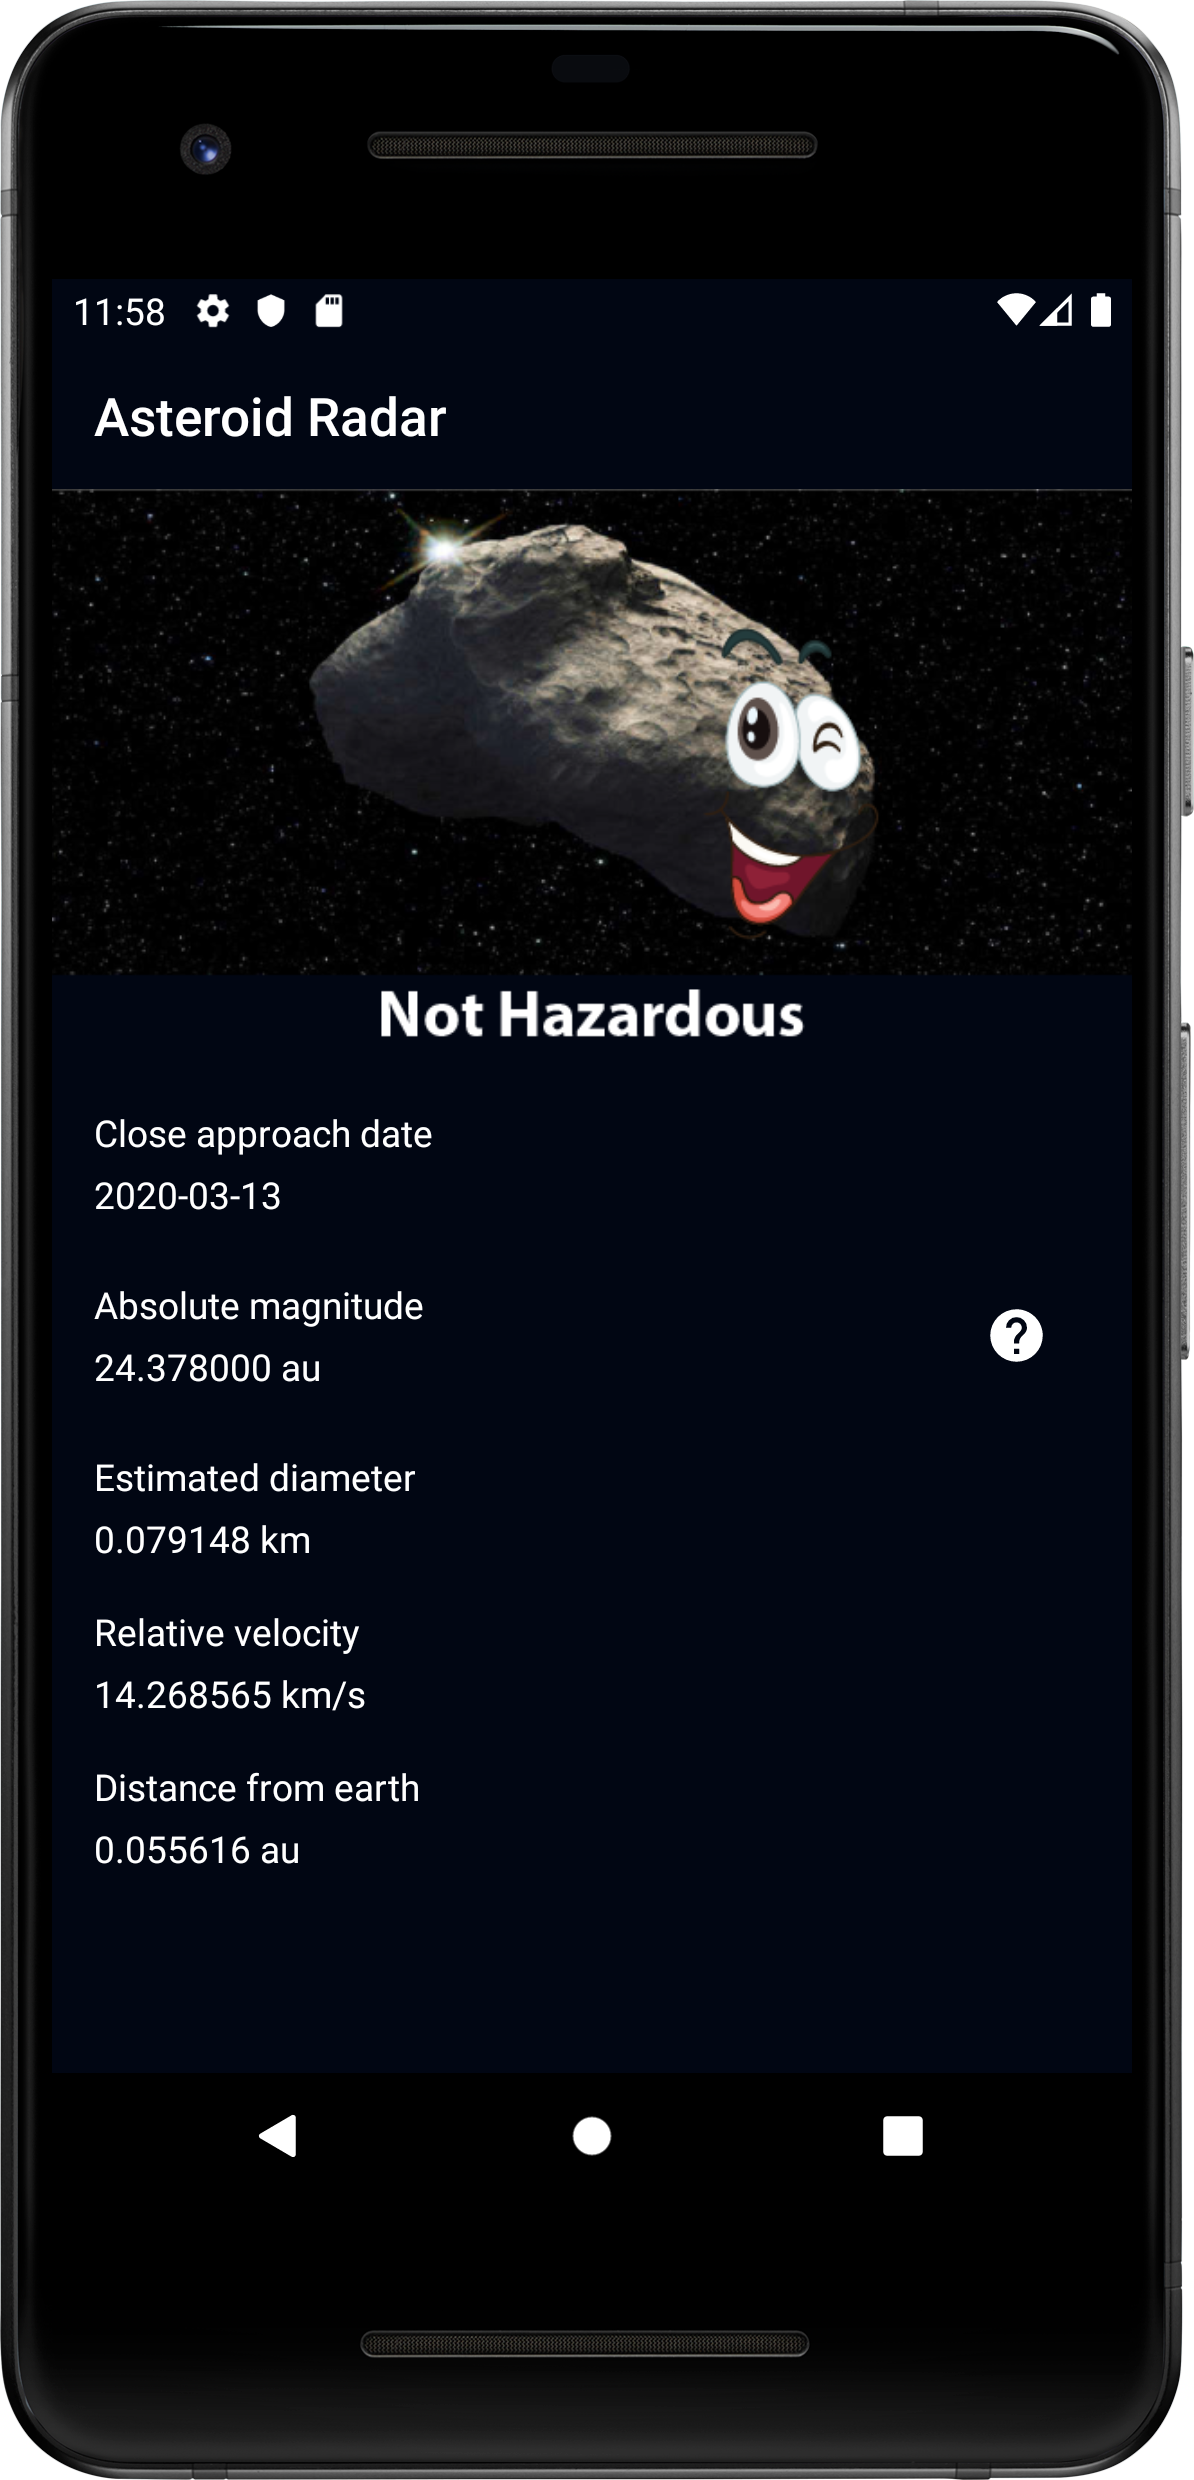 11:58
Asteroid Radar
Not Hazardous
Close approach date
2020-03-13
Absolute magnitude
24.378000 au
?
Estimated diameter
0.079148 km
Relative velocity
14.268565 km/s
Distance from earth
0.055616 au